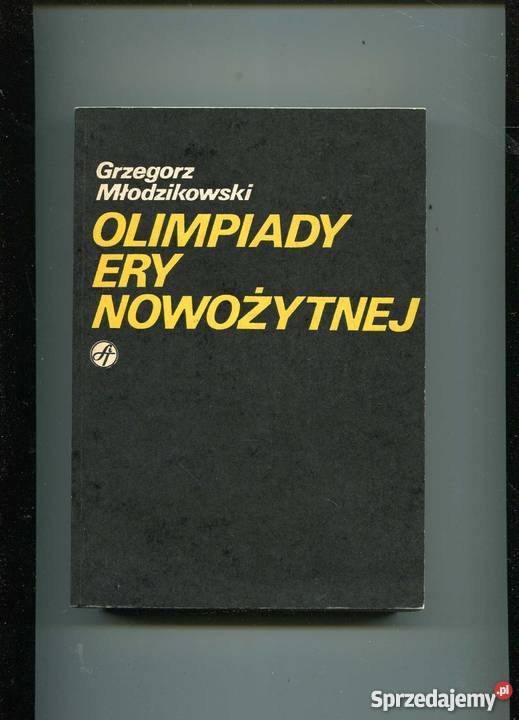 Grzegorz
Młodzikowski
OLIMPIADY
ERY
NOWOŻYTNEJ
Sprzedajemy.pl